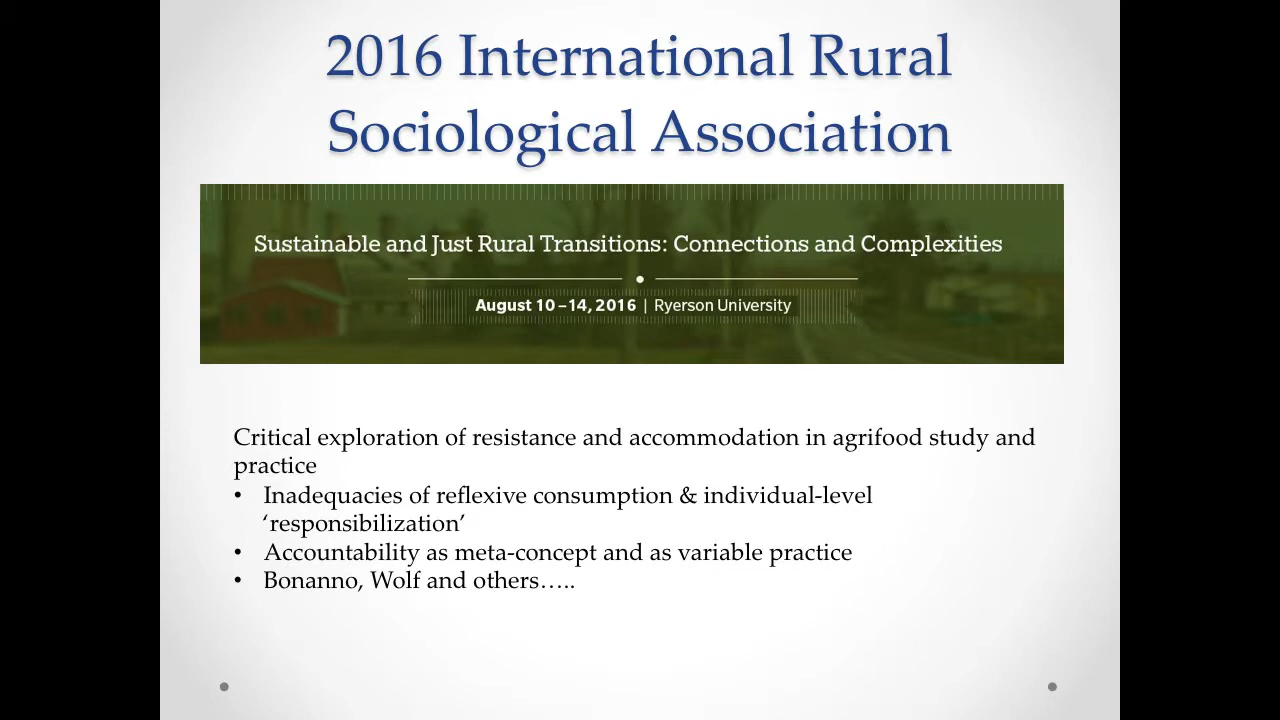 2016 International Rural
Sociological Association
Sustainable and Just Rural Transitions: Connections and Complexities
August 10–14, 2016 | Ryerson University
Critical exploration of resistance and accommodation in agrifood study and
practice
• Inadequacies of reflexive consumption & individual-level
‘responsibilization’
• Accountability as meta-concept and as variable practice
• Bonanno, Wolf and others…..